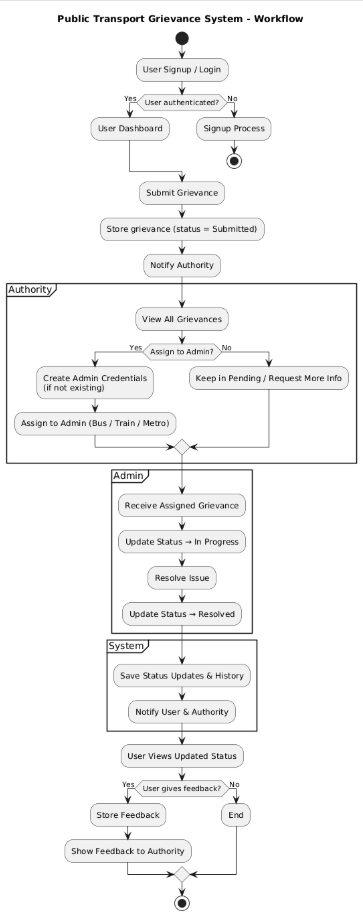 Public Transport Grievance System - Workflow
User Signup / Login
Yes
User authenticated?
No
User Dashboard
Signup Process
Submit Grievance
Store grievance (status = Submitted)
Notify Authority
Authority
View All Grievances
Yes
Assign to Admin?
No
Create Admin Credentials
(if not existing)
Keep in Pending / Request More Info
Assign to Admin (Bus / Train / Metro)
Admin
Receive Assigned Grievance
Update Status → In Progress
Resolve Issue
Update Status → Resolved
System
Save Status Updates & History
Notify User & Authority
User Views Updated Status
Yes
User gives feedback?
No
Store Feedback
End
Show Feedback to Authority